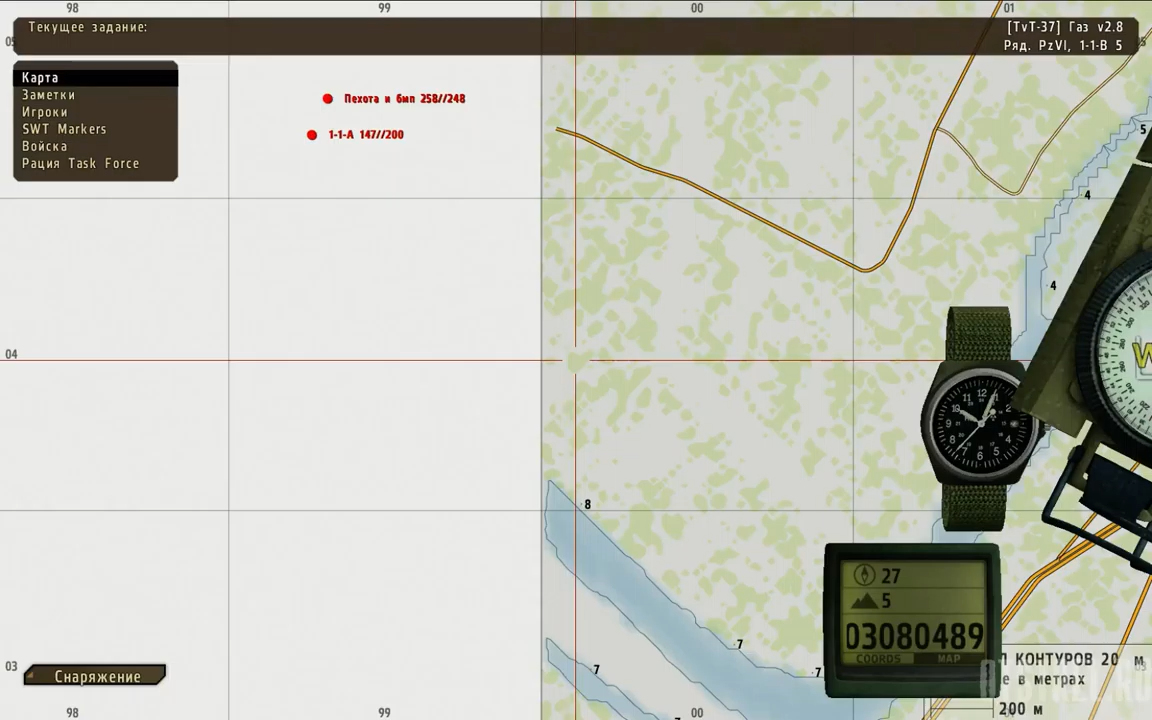 98 99 00 01
Текущее задание:
[TvT-37] Газ v2.8
Ряд. PzVI, 1-1-В 5
05
Карта
Заметки
Игроки
SWT Markers
Войска
Рация Task Force
Пехота и бмп 258//248
1-1-А 147//200
5
4
4
04
8
27
5
03080489
COORDS MAP
7
7
7
КОНТУРОВ 20 м
е в метрах
200 м
03
Снаряжение
98 99 00